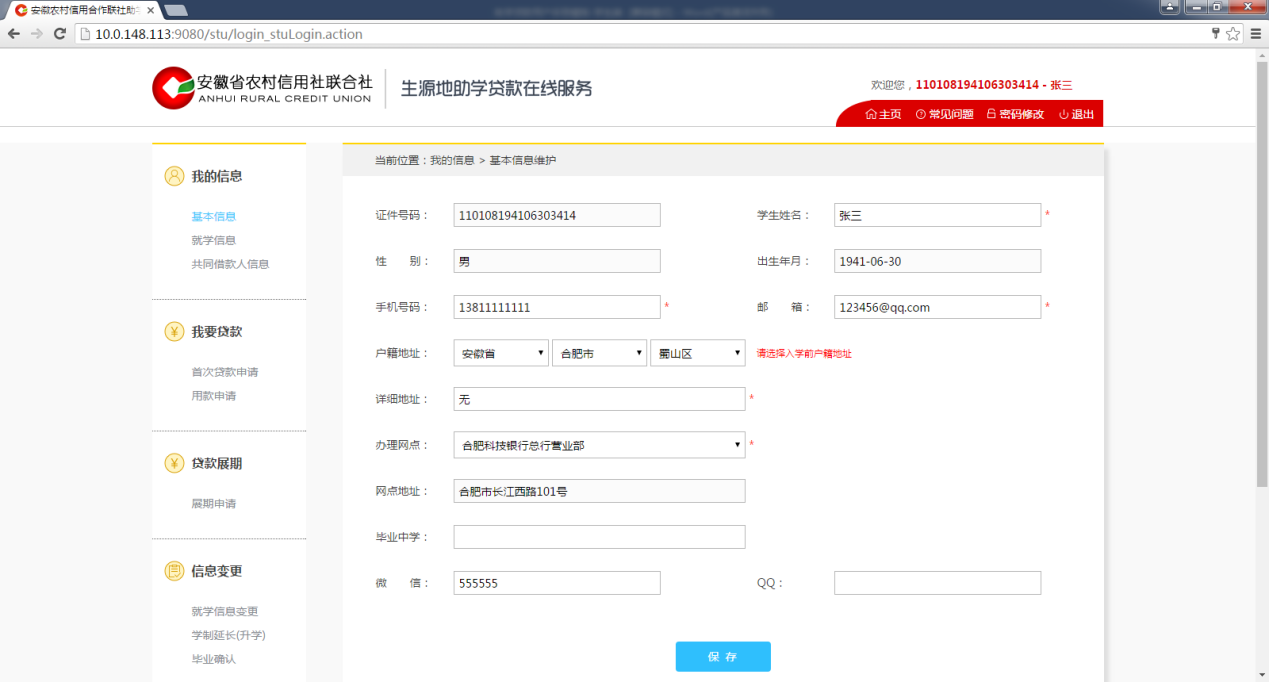 安徽农村信用合作联社助
10.0.148.113:9080/stu/login_stuLogin.action
安徽省农村信用社联合社
ANHUI RURAL CREDIT UNION
生源地助学贷款在线服务
欢迎您，110108194106303414 - 张三
主页 常见问题 密码修改 退出
我的信息
基本信息
就学信息
共同借款人信息
我要贷款
首次贷款申请
用款申请
贷款展期
展期申请
信息变更
就学信息变更
学制延长(升学)
毕业确认
当前位置：我的信息 > 基本信息维护
证件号码： 110108194106303414 学生姓名： 张三 *
性 别： 男 出生年月： 1941-06-30
手机号码： 13811111111 * 邮 箱： 123456@qq.com *
户籍地址： 安徽省 合肥市 蜀山区 请选择入学前户籍地址
详细地址： 无 *
办理网点： 合肥科技银行总行营业部 *
网点地址： 合肥市长江西路101号
毕业中学：
微 信： 555555 QQ：
保 存